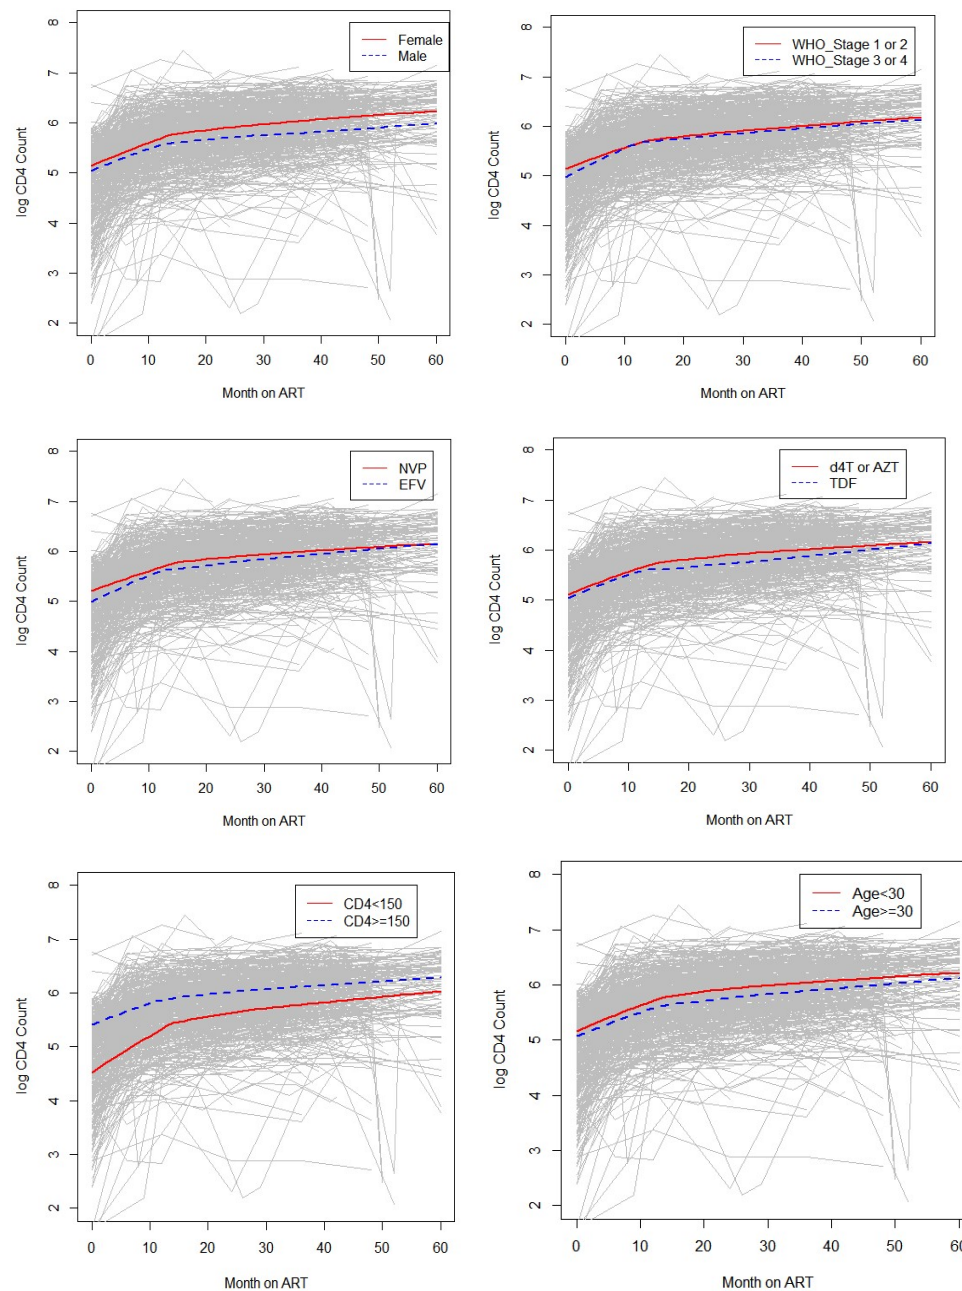 8
7
6
5
4
3
2
log CD4 Count
Female
Male
0 10 20 30 40 50 60
Month on ART
8
7
6
5
4
3
2
log CD4 Count
WHO_Stage 1 or 2
WHO_Stage 3 or 4
0 10 20 30 40 50 60
Month on ART
8
7
6
5
4
3
2
log CD4 Count
NVP
EFV
0 10 20 30 40 50 60
Month on ART
8
7
6
5
4
3
2
log CD4 Count
d4T or AZT
TDF
0 10 20 30 40 50 60
Month on ART
8
7
6
5
4
3
2
log CD4 Count
CD4<150
CD4>=150
0 10 20 30 40 50 60
Month on ART
8
7
6
5
4
3
2
log CD4 Count
Age<30
Age>=30
0 10 20 30 40 50 60
Month on ART